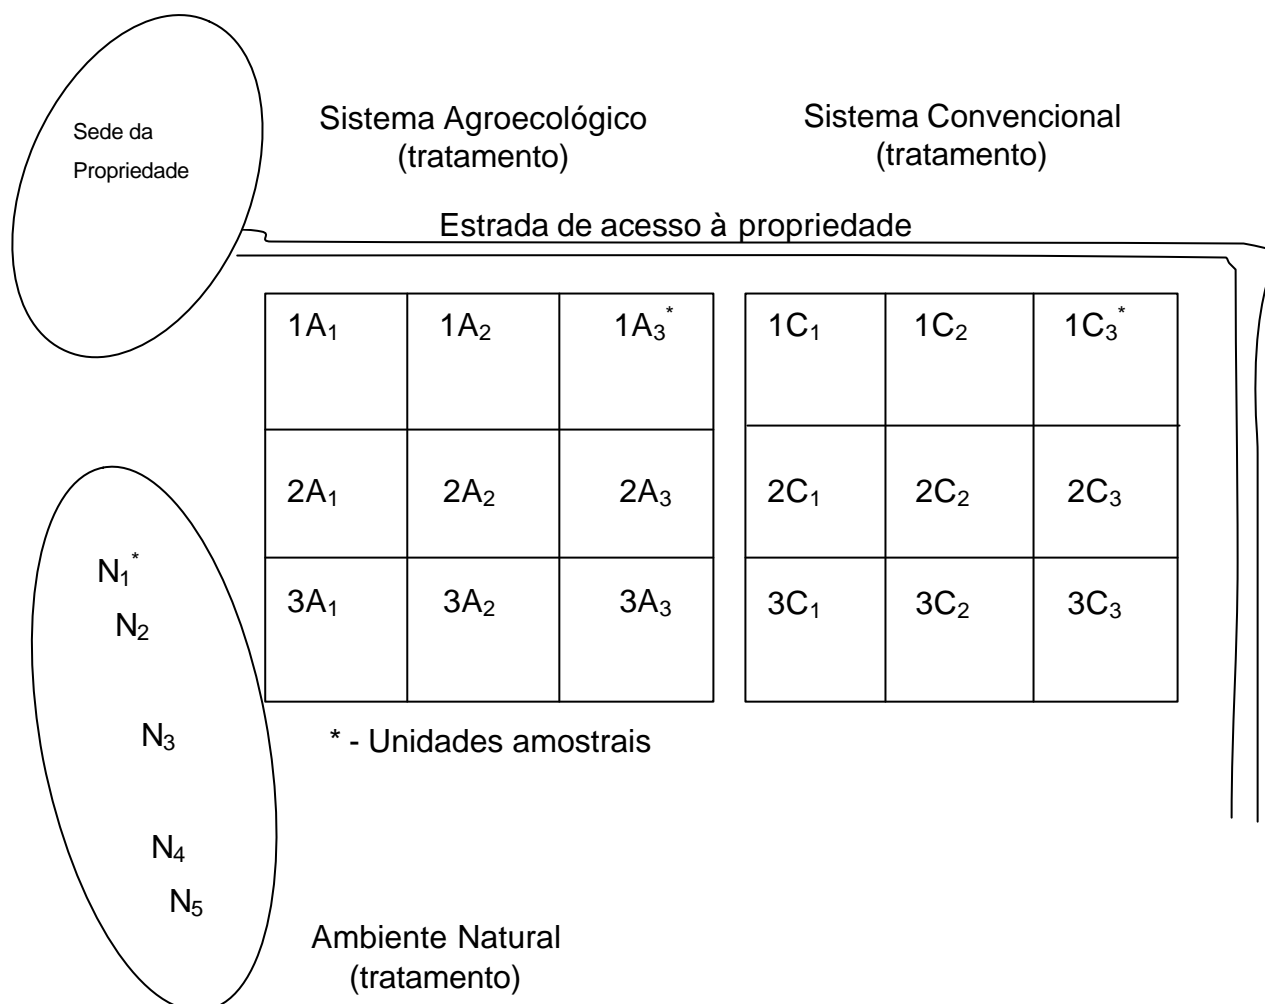 Sede da
Propriedade
Sistema Agroecológico
(tratamento)
Sistema Convencional
(tratamento)
Estrada de acesso à propriedade
1A₁ 1A₂ 1A₃*
2A₁ 2A₂ 2A₃
3A₁ 3A₂ 3A₃
1C₁ 1C₂ 1C₃*
2C₁ 2C₂ 2C₃
3C₁ 3C₂ 3C₃
N₁*
N₂
N₃
N₄
N₅
* - Unidades amostrais
Ambiente Natural
(tratamento)